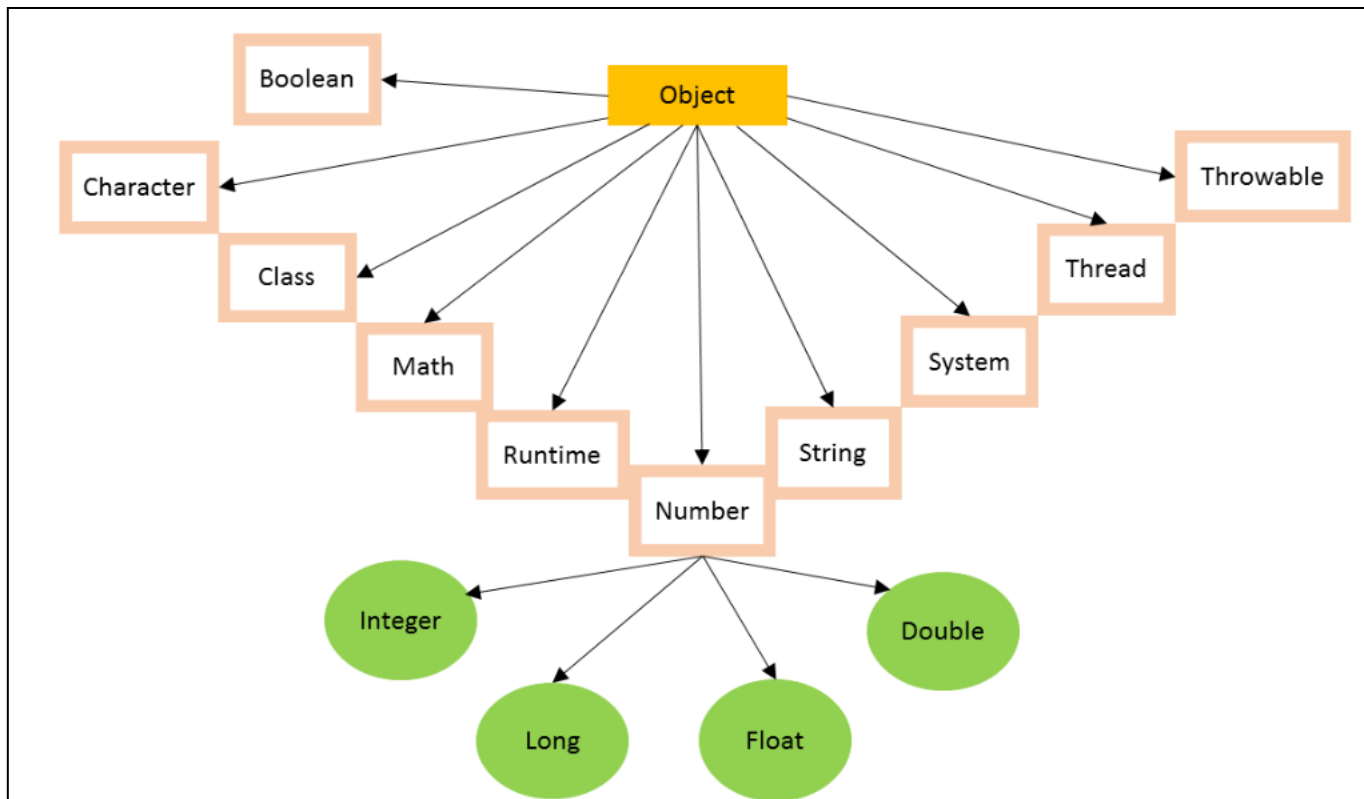 Boolean
Object
Character
Throwable
Class
Thread
Math
System
Runtime
String
Number
Integer
Double
Long
Float